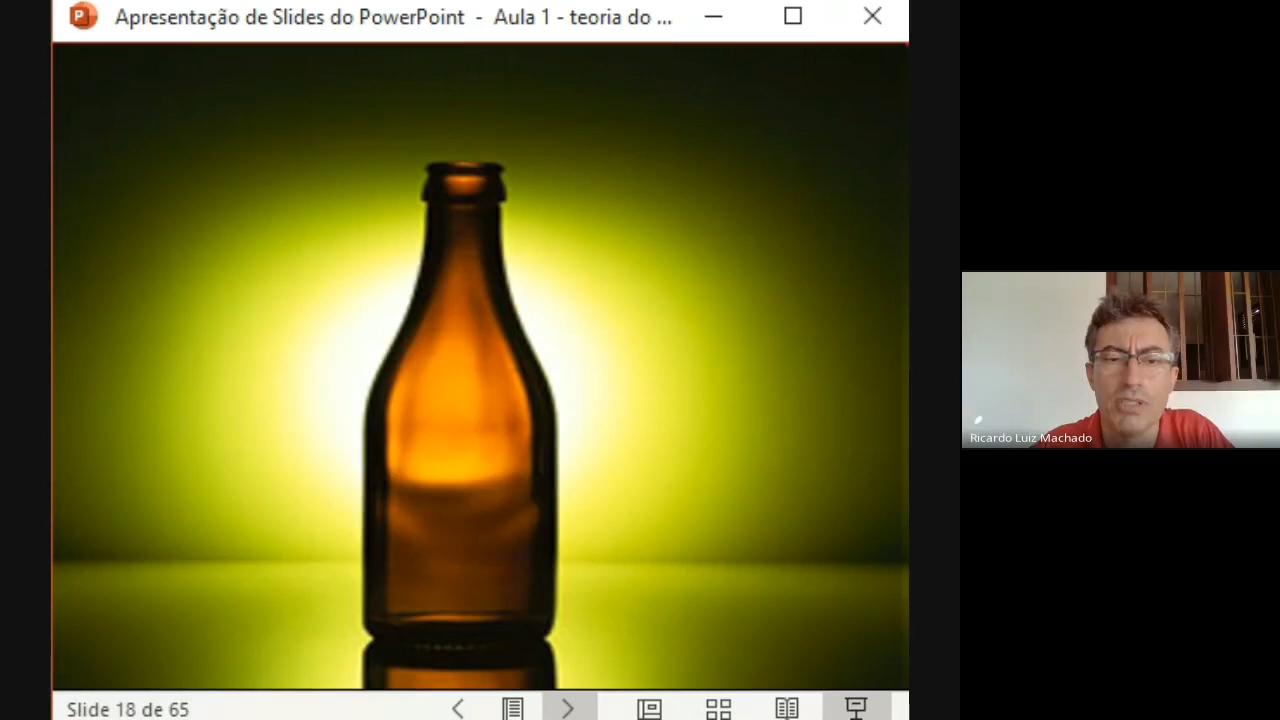 Apresentação de Slides do PowerPoint - Aula 1 - teoria do ...
Ricardo Luiz Machado
Slide 18 de 65